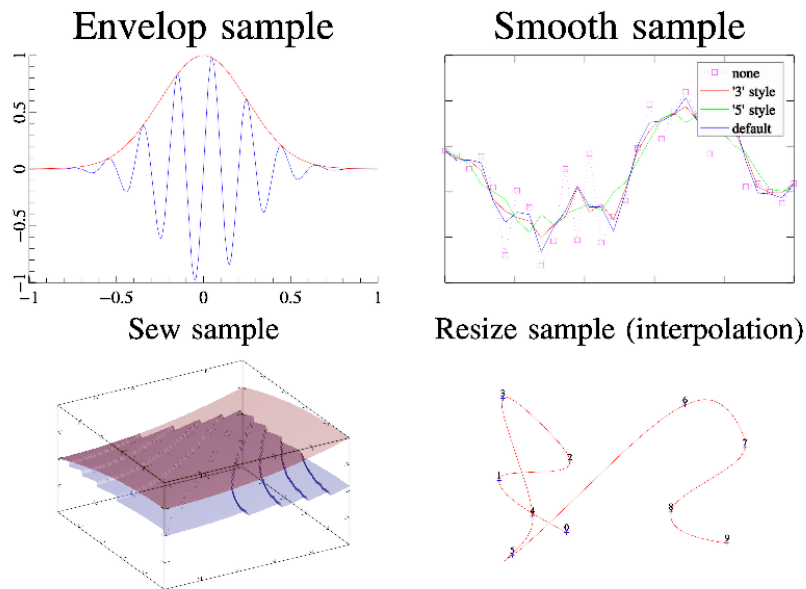 Envelop sample
Smooth sample
1
0.5
0
−0.5
−1
−1 −0.5 0 0.5 1
none
'3' style
'5' style
default
Sew sample
Resize sample (interpolation)
3
6
7
2
1
8
4
0
9
5